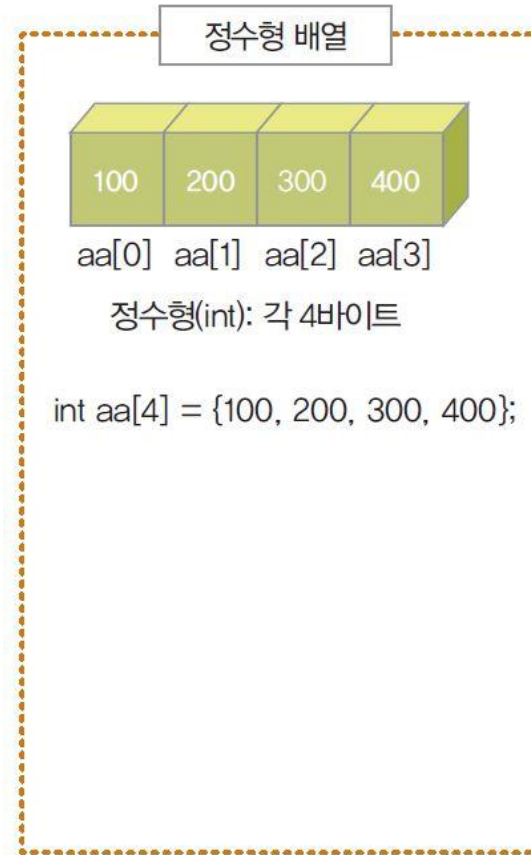 정수형 배열
100 200 300 400
aa[0] aa[1] aa[2] aa[3]
정수형(int): 각 4바이트
int aa[4] = {100, 200, 300, 400};